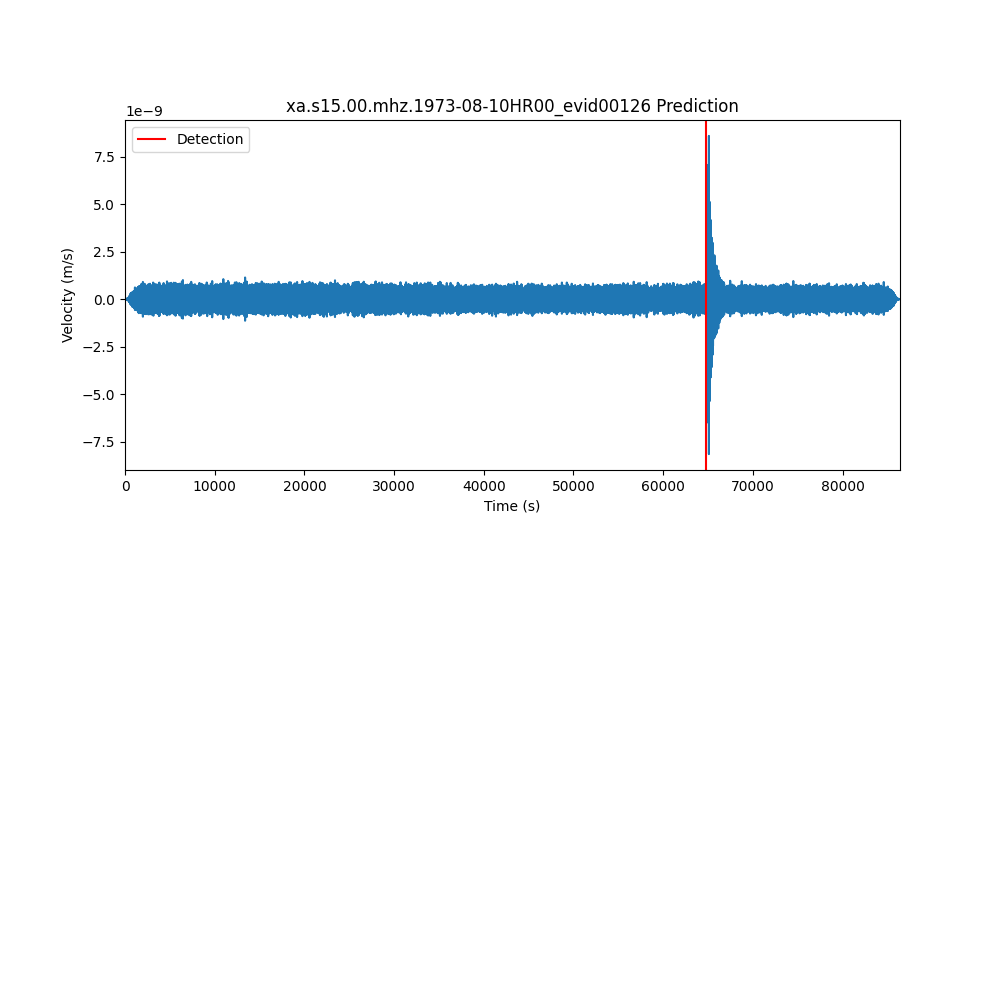 xa.s15.00.mhz.1973-08-10HR00_evid00126 Prediction
1e−9
Detection
7.5
5.0
2.5
0.0
−2.5
−5.0
−7.5
Velocity (m/s)
0 10000 20000 30000 40000 50000 60000 70000 80000
Time (s)